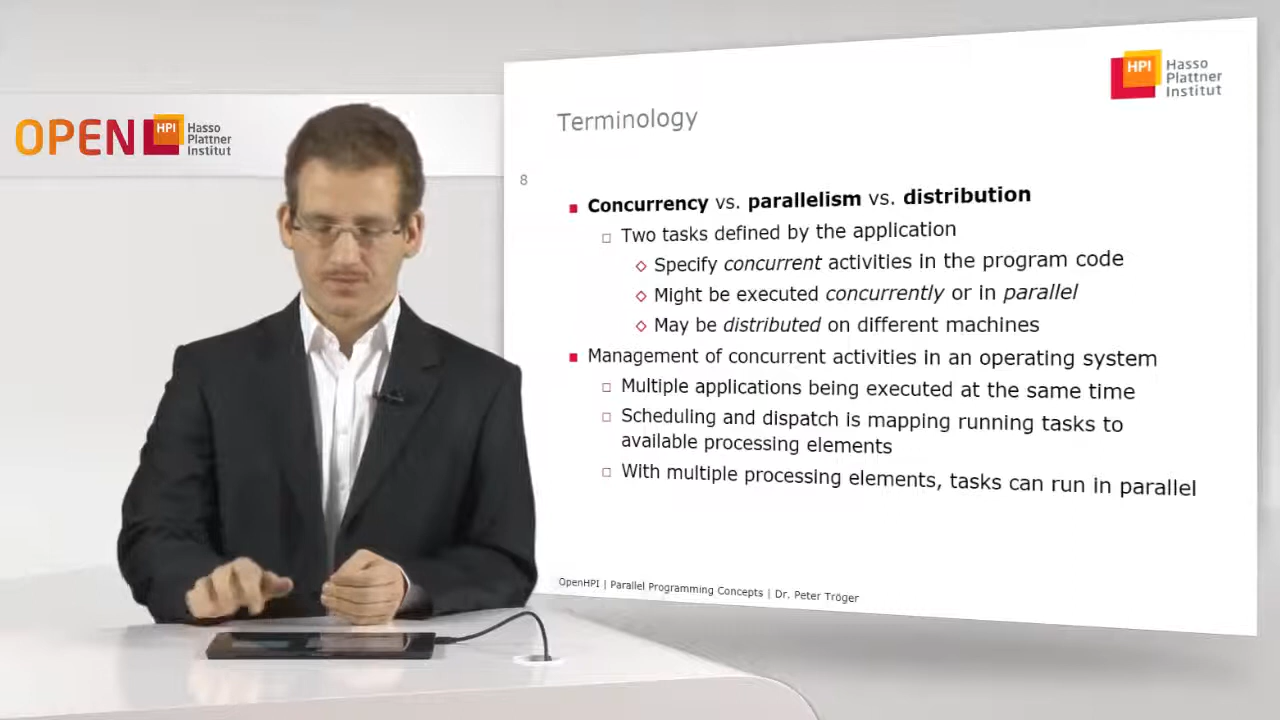 OPEN HPI Hasso
Plattner
Institut
HPI Hasso
Plattner
Institut
Terminology
8
Concurrency vs. parallelism vs. distribution
Two tasks defined by the application
Specify concurrent activities in the program code
Might be executed concurrently or in parallel
May be distributed on different machines
Management of concurrent activities in an operating system
Multiple applications being executed at the same time
Scheduling and dispatch is mapping running tasks to
available processing elements
With multiple processing elements, tasks can run in parallel
OpenHPI | Parallel Programming Concepts | Dr. Peter Tröger